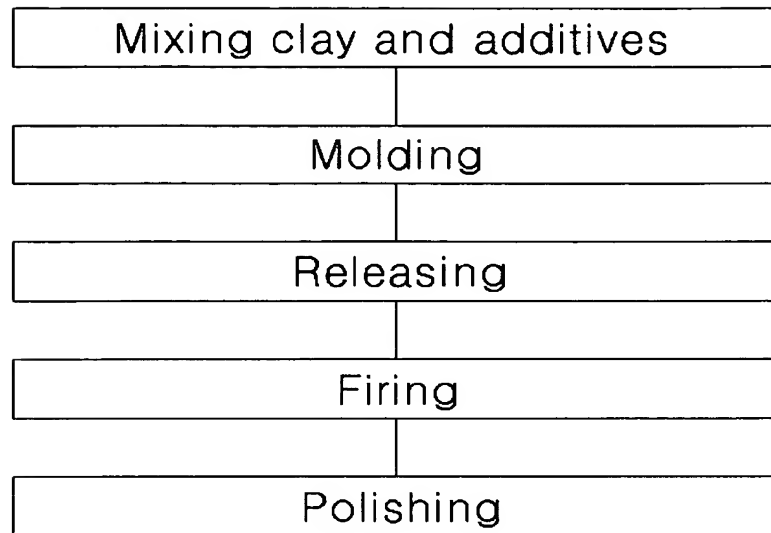 Mixing clay and additives
Molding
Releasing
Firing
Polishing